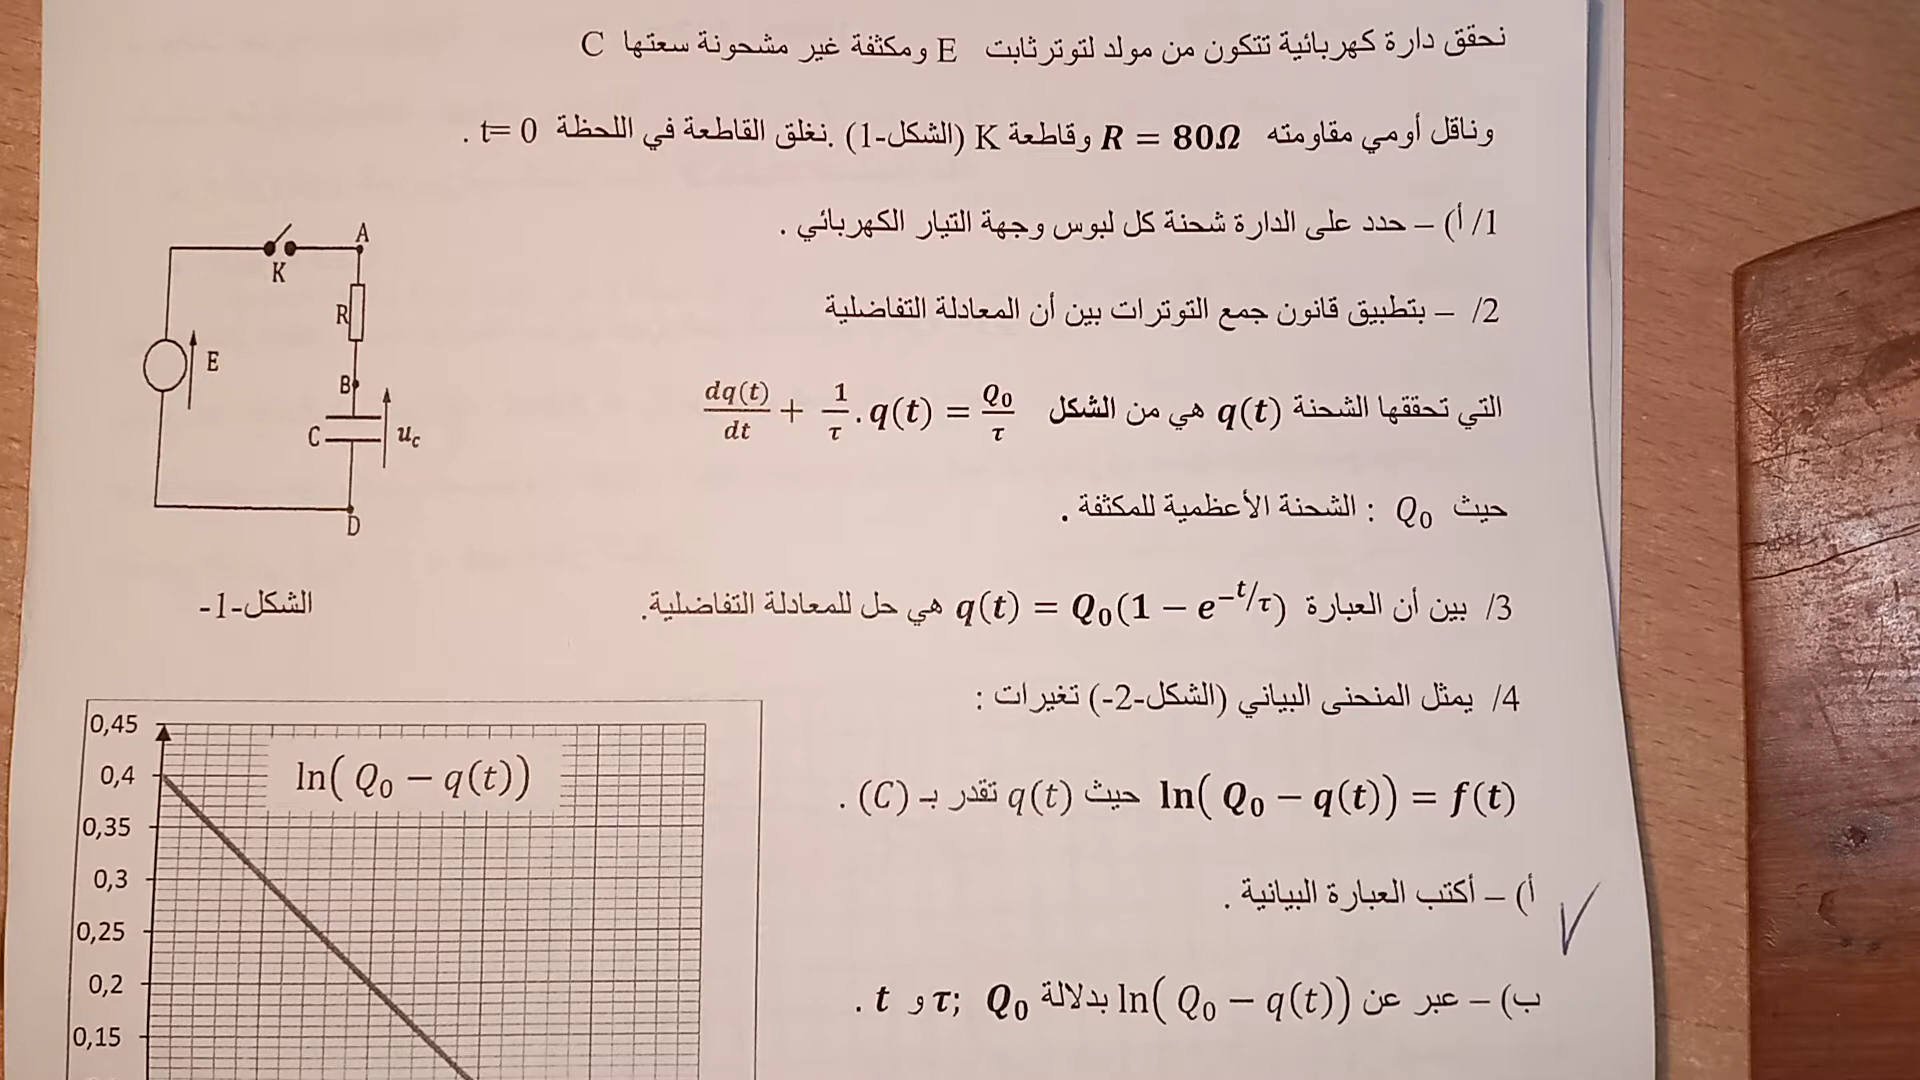 نحقق دارة كهربائية تتكون من مولد لتوتر ثابت E ومكثفة غير مشحونة سعتها C
وناقل أومي مقاومته R = 80Ω وقاطعة K (الشكل-1) .نغلق القاطعة في اللحظة t= 0 .
1/ أ) – حدد على الدارة شحنة كل لبوس وجهة التيار الكهربائي .
2/ – بتطبيق قانون جمع التوترات بين أن المعادلة التفاضلية
التي تحققها الشحنة q(t) هي من الشكل dq(t)/dt + 1/τ . q(t) = Q₀/τ
حيث Q₀ : الشحنة الأعظمية للمكثفة .
A
K
R
E
B
C
u_c
D
الشكل-1-
3/ بين أن العبارة q(t) = Q₀(1 − e^(−t/τ)) هي حل للمعادلة التفاضلية.
4/ يمثل المنحنى البياني (الشكل-2-) تغيرات :
ln( Q₀ − q(t)) = f(t) حيث q(t) تقدر بـ (C) .
أ) – أكتب العبارة البيانية .
ب) – عبر عن ln( Q₀ − q(t)) بدلالة Q₀ ;τ و t .
ln( Q₀ − q(t))
0,45
0,4
0,35
0,3
0,25
0,2
0,15